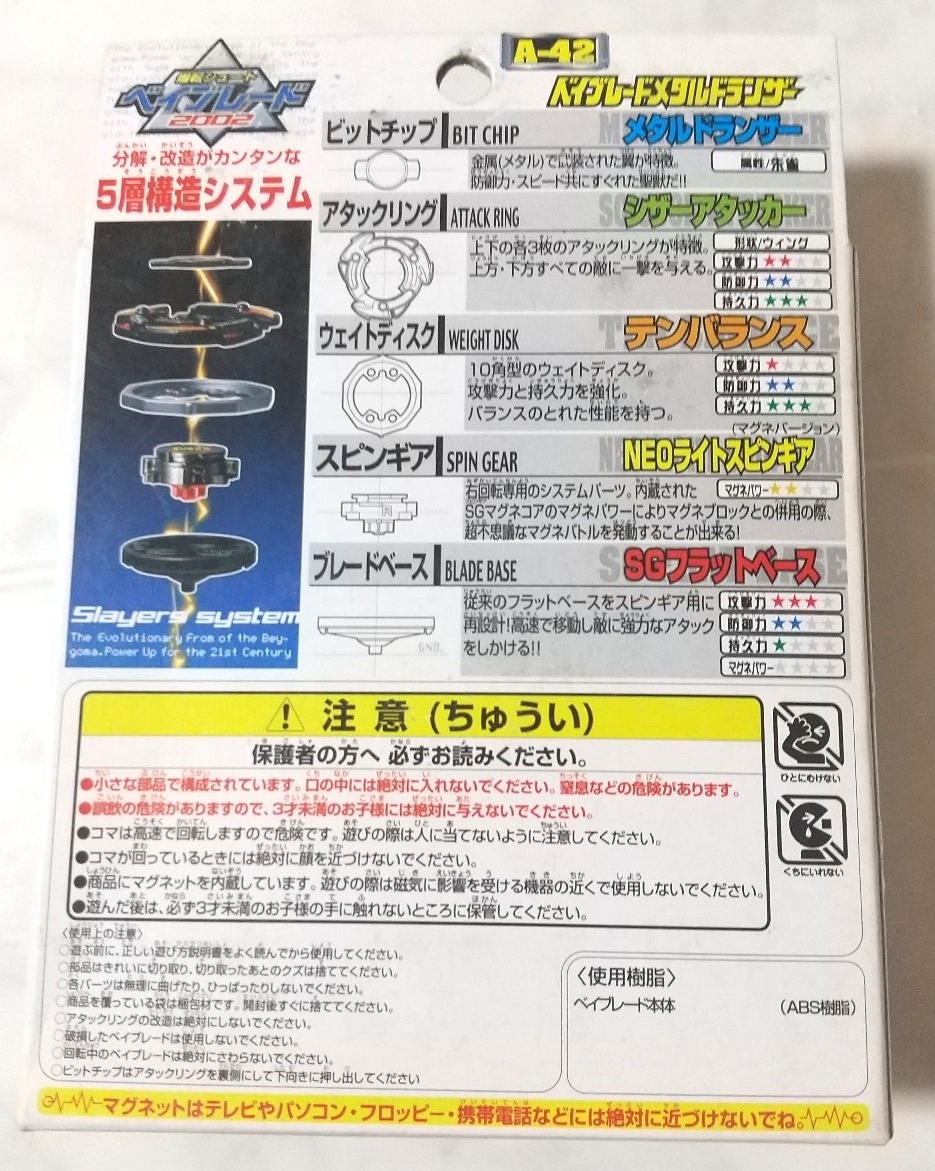 A-42
爆転シュート
ベイブレード
2002
ベイブレードメタルドランザー
分解・改造がカンタンな
5層構造システム
ビットチップ BIT CHIP メタルドランザー
金属(メタル)で武装された翼が特徴。
防御力・スピード共にすぐれた聖獣だ!!
属性/朱雀
アタックリング ATTACK RING シザーアタッカー
上下の各3枚のアタックリングが特徴。
上方・下方すべての敵に一撃を与える。
形状/ウィング
攻撃力★★
防御力★★
持久力★★★
ウェイトディスク WEIGHT DISK テンバランス
10角型のウェイトディスク。
攻撃力と持久力を強化。
バランスのとれた性能を持つ。
攻撃力★
防御力★★
持久力★★★
(マグネバージョン)
スピンギア SPIN GEAR NEOライトスピンギア
右回転専用のシステムパーツ。内蔵された
マグネパワー★★
SGマグネコアのマグネパワーによりマグネブロックとの併用の際、
超不思議なマグネバトルを発動することが出来る!
ブレードベース BLADE BASE SGフラットベース
従来のフラットベースをスピンギア用に
再設計!高速で移動し敵に強力なアタック
をしかける!!
GND.
攻撃力★★★
防御力★★
持久力★
マグネパワー
5layers system
The Evolutionary From of the Bey-
goma.Power Up for the 21st Century
注意(ちゅうい)
保護者の方へ 必ずお読みください。
●小さな部品で構成されています。口の中には絶対に入れないでください。窒息などの危険があります。
●誤飲の危険がありますので、3才未満のお子様には絶対に与えないでください。
●コマは高速で回転しますので危険です。遊びの際は人に当てないように注意してください。
●コマが回っているときには絶対に顔を近づけないでください。
●商品にマグネットを内蔵しています。遊びの際は磁気に影響を受ける機器の近くで使用しないでください。
●遊んだ後は、必ず3才未満のお子様の手に触れないところに保管してください。
ひとにむけない
くちにいれない
〈使用上の注意〉
○遊ぶ前に、正しい遊び方説明書をよく読んでから使用してください。
○部品はきれいに切り取り、切り取ったあとのクズは捨ててください。
○各パーツは無理に曲げたり、ひっぱったりしないでください。
○商品を覆っている袋は梱包材です。開封後すぐに捨ててください。
○アタックリングの改造は絶対にしないでください。
○破損したベイブレードは使用しないでください。
○回転中のベイブレードは絶対にさわらないでください。
○ビットチップはアタックリングを裏側にして下向きに押し出してください
〈使用樹脂〉
ベイブレード本体 (ABS樹脂)
マグネットはテレビやパソコン・フロッピー・携帯電話などには絶対に近づけないでね。